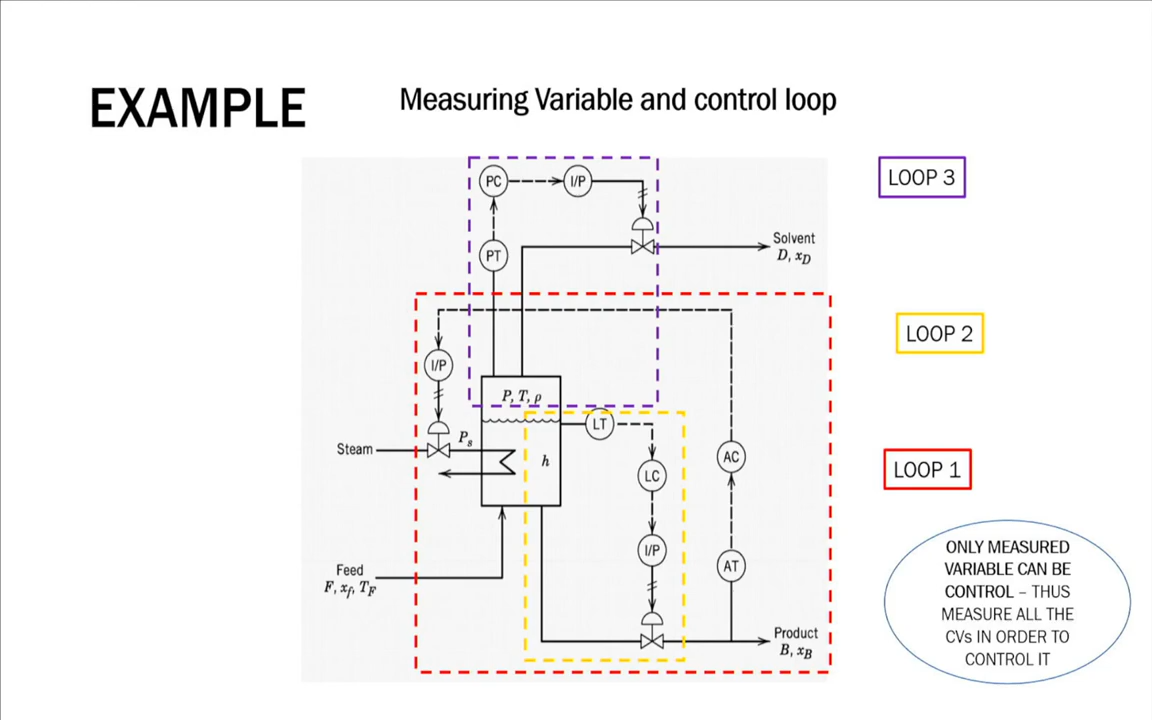 EXAMPLE
Measuring Variable and control loop
PC
I/P
LOOP 3
PT
Solvent
D, x_D
LOOP 2
I/P
P, T, ρ
LT
P_s
Steam
h
AC
LC
LOOP 1
I/P
AT
Feed
F, x_f, T_F
Product
B, x_B
ONLY MEASURED
VARIABLE CAN BE
CONTROL – THUS
MEASURE ALL THE
CVs IN ORDER TO
CONTROL IT